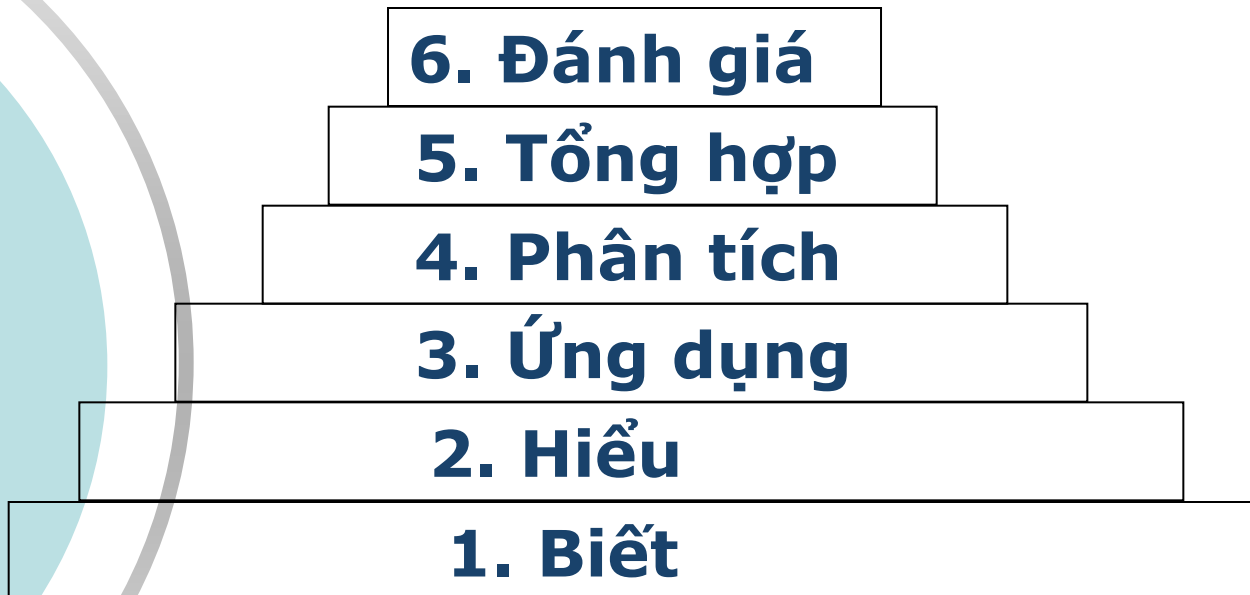 6. Đánh giá
5. Tổng hợp
4. Phân tích
3. Ứng dụng
2. Hiểu
1. Biết